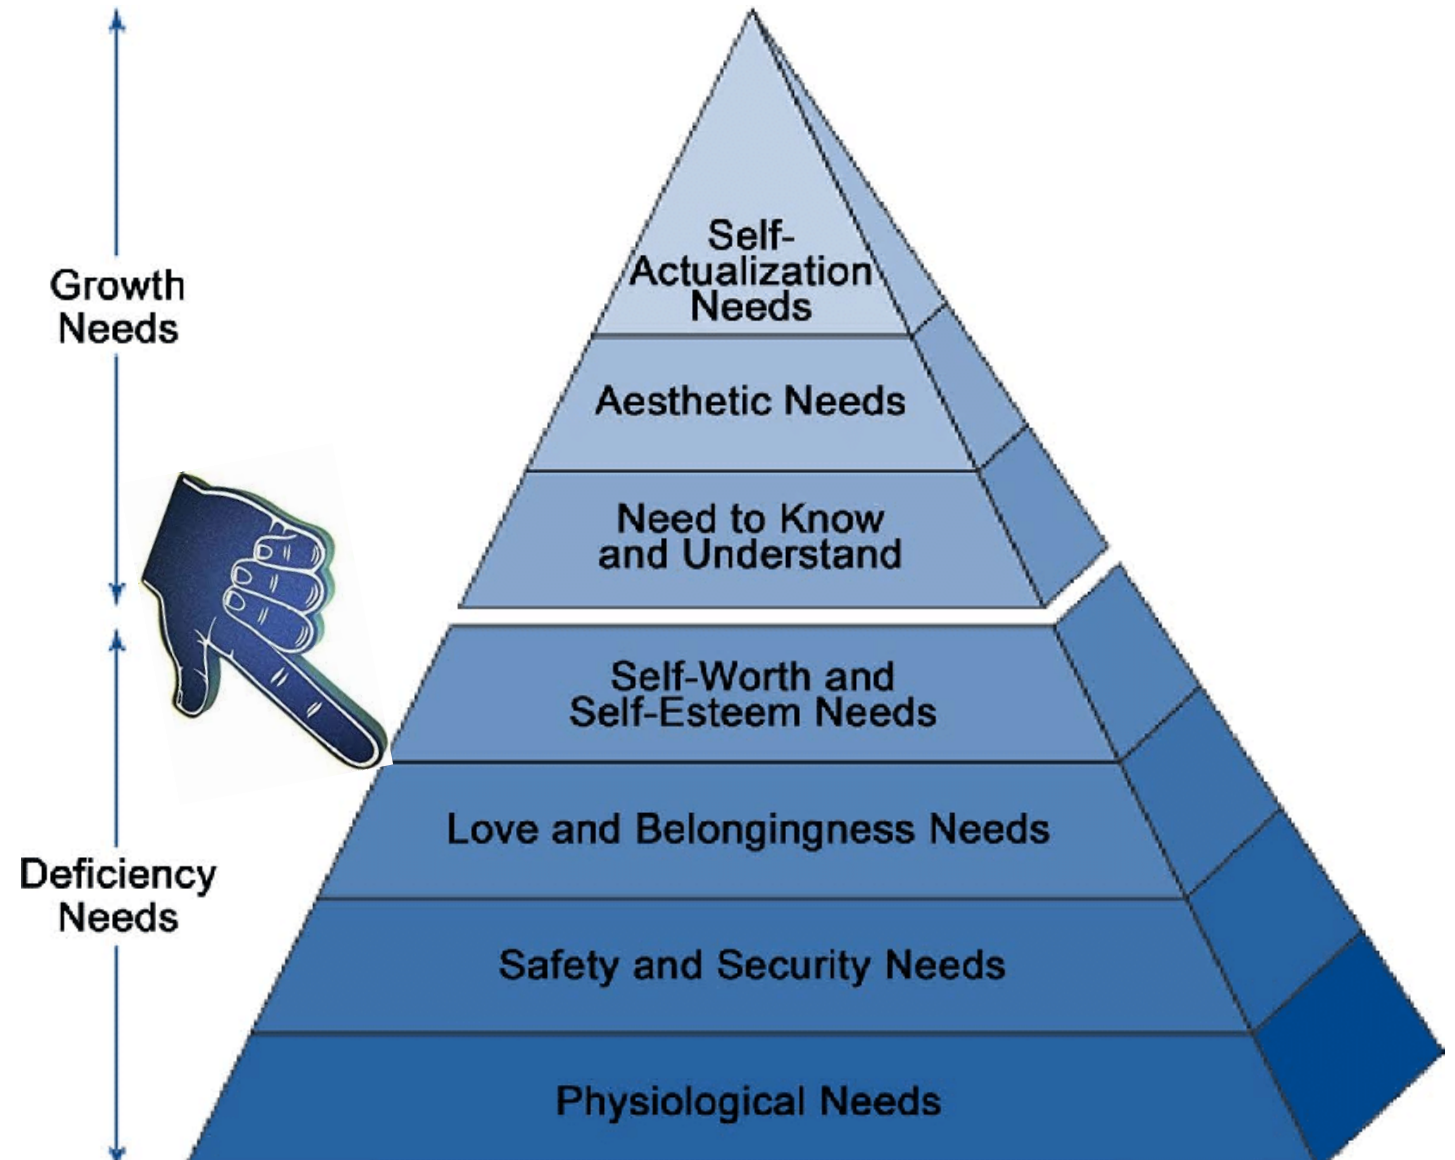 Self-
Actualization
Needs
Growth
Needs
Aesthetic Needs
Need to Know
and Understand
Self-Worth and
Self-Esteem Needs
Love and Belongingness Needs
Deficiency
Needs
Safety and Security Needs
Physiological Needs